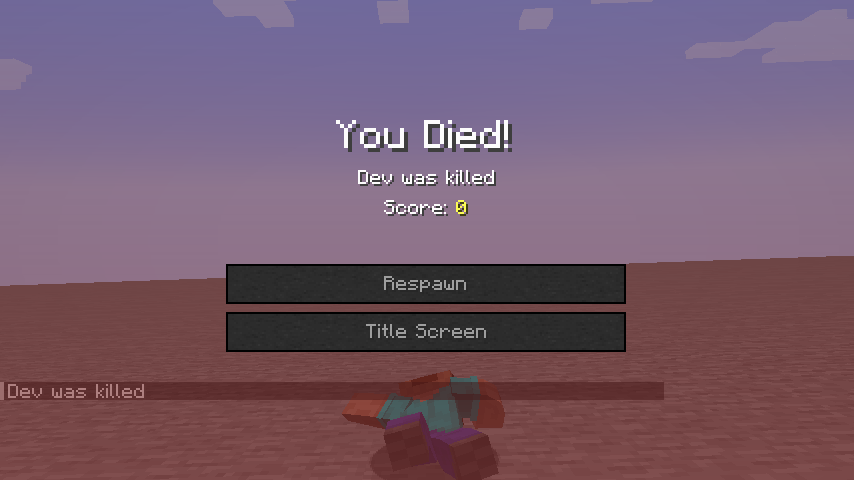 You Died!
Dev was killed
Score: 0
Respawn
Title Screen
Dev was killed